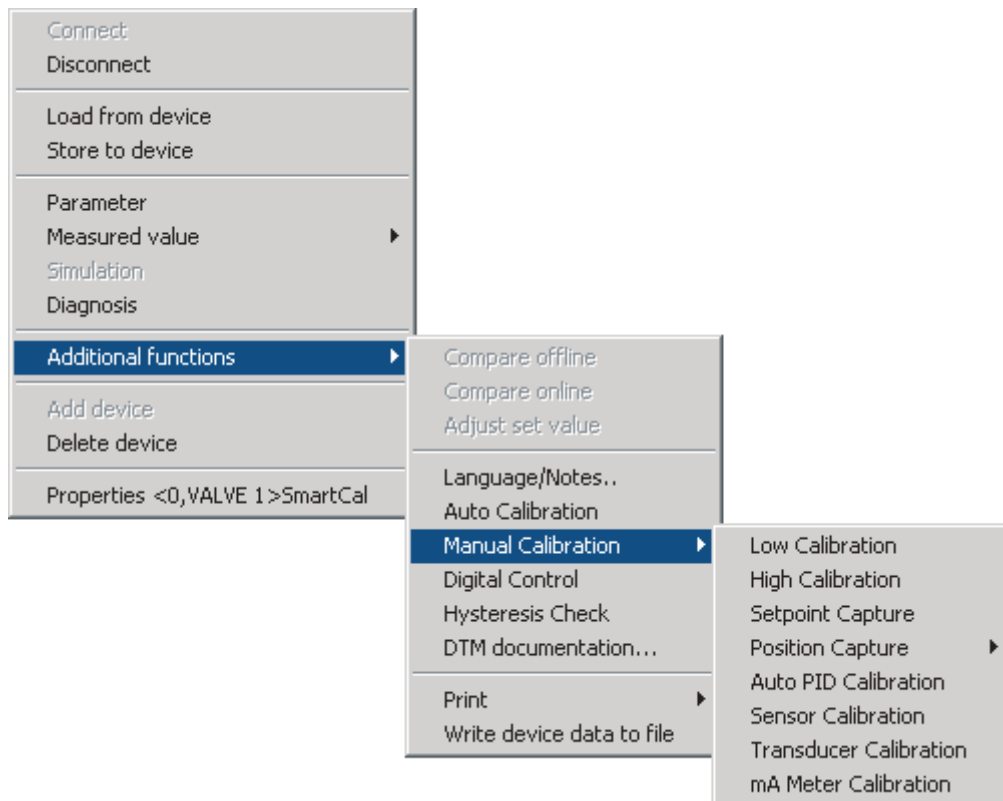 Connect
Disconnect
Load from device
Store to device
Parameter
Measured value
Simulation
Diagnosis
Additional functions
Add device
Delete device
Properties <0,VALVE 1>SmartCal
Compare offline
Compare online
Adjust set value
Language/Notes..
Auto Calibration
Manual Calibration
Digital Control
Hysteresis Check
DTM documentation...
Print
Write device data to file
Low Calibration
High Calibration
Setpoint Capture
Position Capture
Auto PID Calibration
Sensor Calibration
Transducer Calibration
mA Meter Calibration